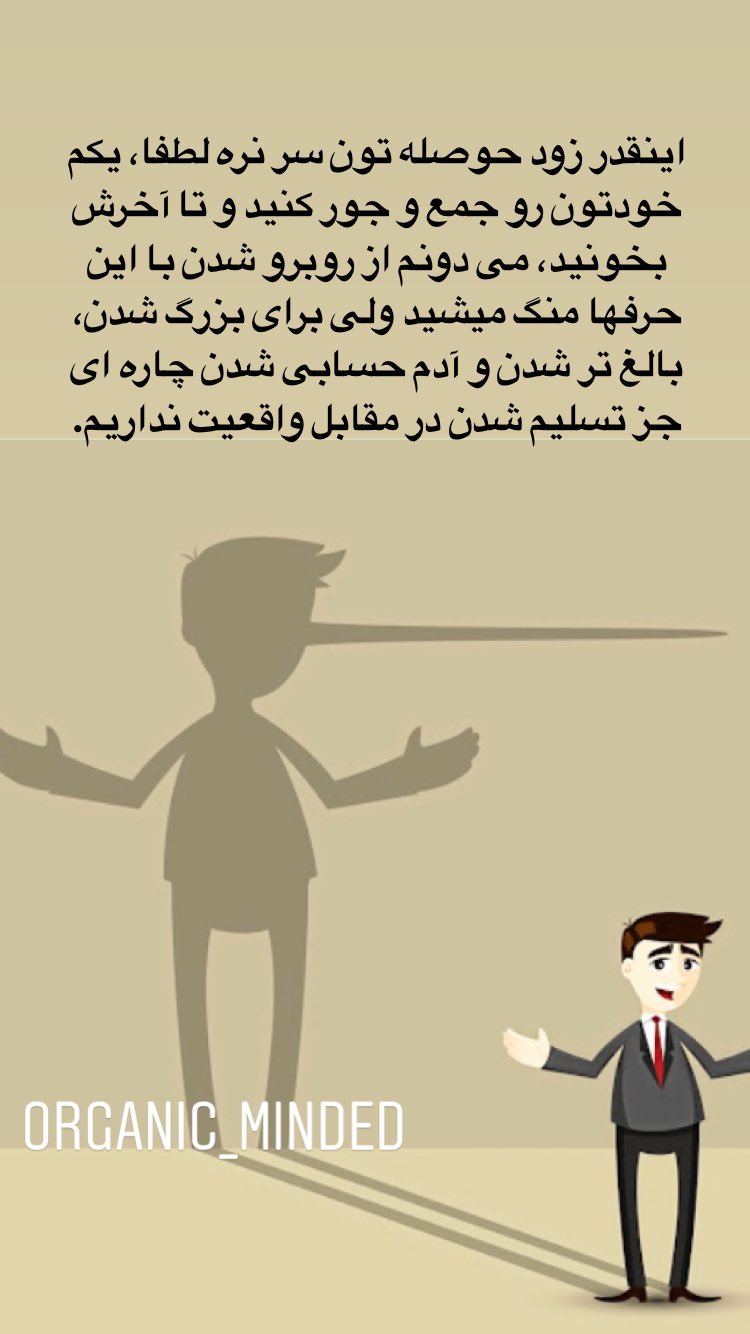 اینقدر زود حوصله تون سر نره لطفا، یکم
خودتون رو جمع و جور کنید و تا آخرش
بخونید، می دونم از روبرو شدن با این
حرفها منگ میشید ولی برای بزرگ شدن،
بالغ تر شدن و آدم حسابی شدن چاره ای
جز تسلیم شدن در مقابل واقعیت نداریم.
ORGANIC_MINDED